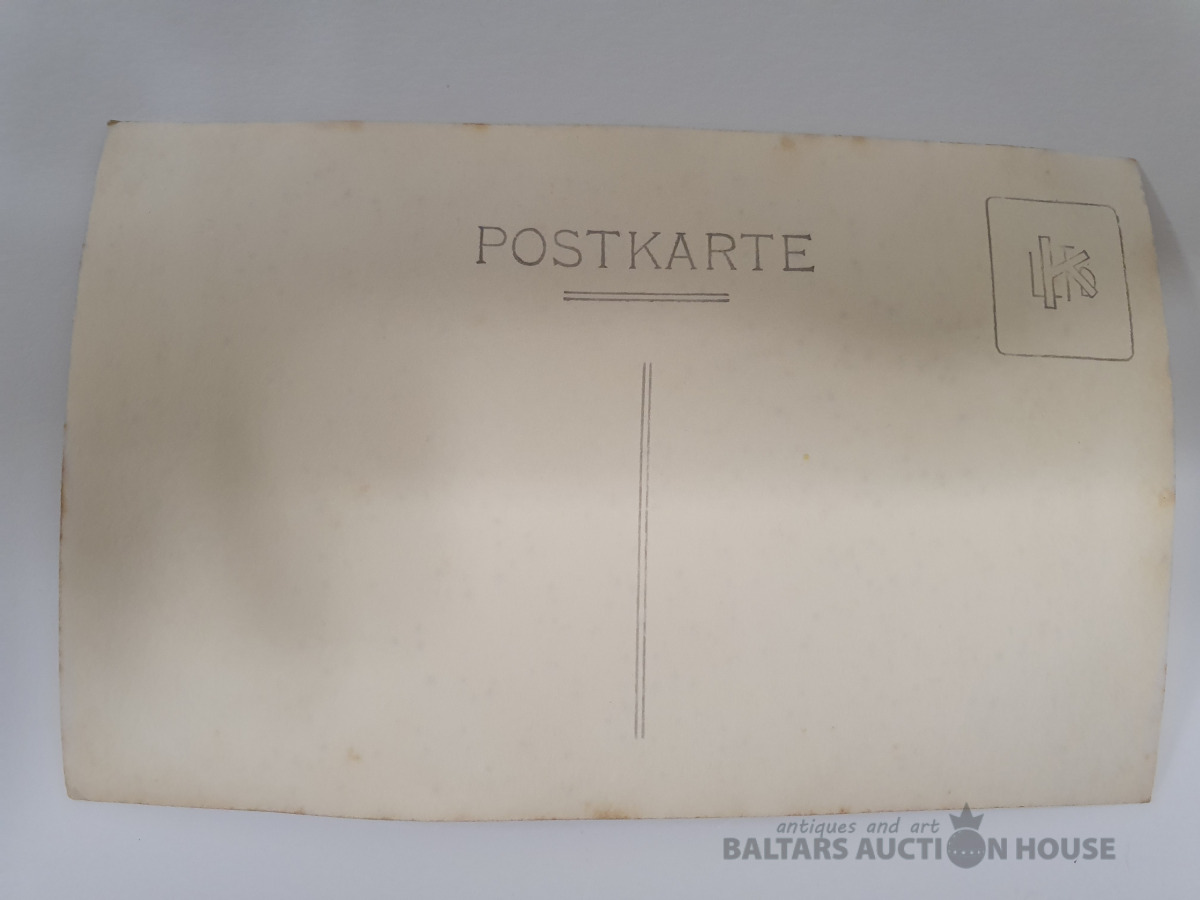 POSTKARTE
antiques and art
BALTARS AUCTION HOUSE